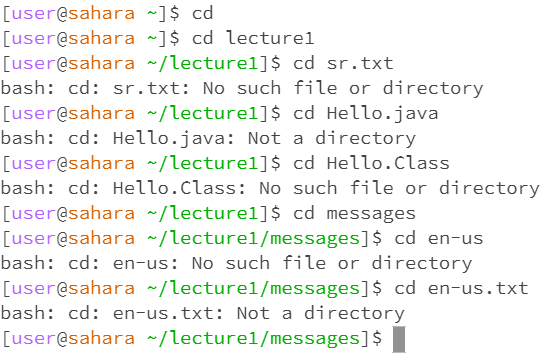 [user@sahara ~]$ cd
[user@sahara ~]$ cd lecture1
[user@sahara ~/lecture1]$ cd sr.txt
bash: cd: sr.txt: No such file or directory
[user@sahara ~/lecture1]$ cd Hello.java
bash: cd: Hello.java: Not a directory
[user@sahara ~/lecture1]$ cd Hello.Class
bash: cd: Hello.Class: No such file or directory
[user@sahara ~/lecture1]$ cd messages
[user@sahara ~/lecture1/messages]$ cd en-us
bash: cd: en-us: No such file or directory
[user@sahara ~/lecture1/messages]$ cd en-us.txt
bash: cd: en-us.txt: Not a directory
[user@sahara ~/lecture1/messages]$